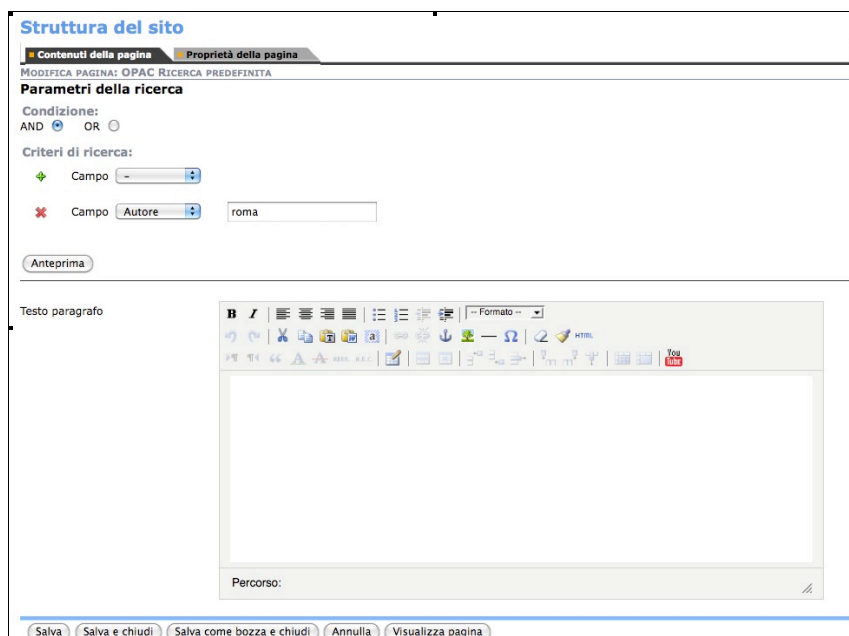 Struttura del sito
Contenuti della pagina Proprietà della pagina
MODIFICA PAGINA: OPAC RICERCA PREDEFINITA
Parametri della ricerca
Condizione:
AND OR
Criteri di ricerca:
Campo -
Campo Autore roma
Anteprima
Testo paragrafo
B I -- Formato --
HTML
You Tube
Percorso:
Salva Salva e chiudi Salva come bozza e chiudi Annulla Visualizza pagina